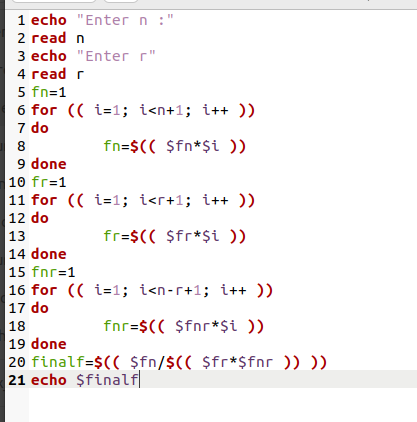 1 echo "Enter n :"
2 read n
3 echo "Enter r"
4 read r
5 fn=1
6 for (( i=1; i<n+1; i++ ))
7 do
8         fn=$(( $fn*$i ))
9 done
10 fr=1
11 for (( i=1; i<r+1; i++ ))
12 do
13         fr=$(( $fr*$i ))
14 done
15 fnr=1
16 for (( i=1; i<n-r+1; i++ ))
17 do
18         fnr=$(( $fnr*$i ))
19 done
20 finalf=$(( $fn/$(( $fr*$fnr )) ))
21 echo $finalf